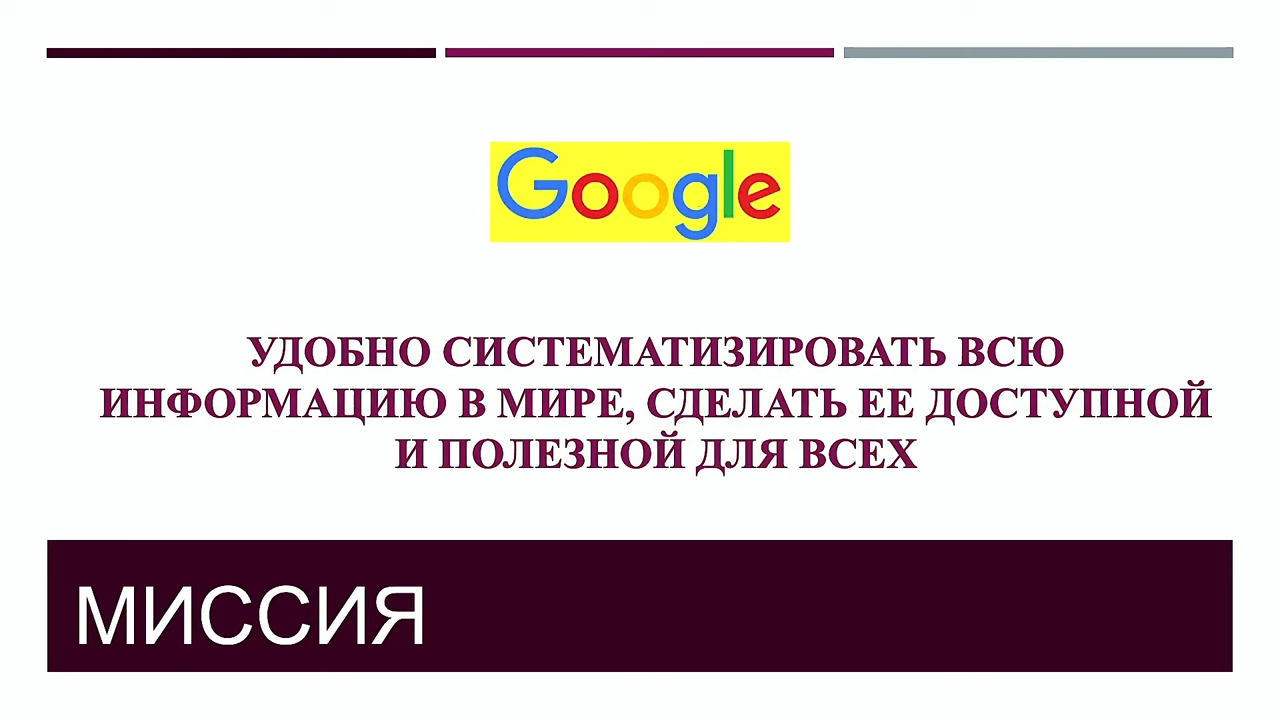 Google
УДОБНО СИСТЕМАТИЗИРОВАТЬ ВСЮ
ИНФОРМАЦИЮ В МИРЕ, СДЕЛАТЬ ЕЕ ДОСТУПНОЙ
И ПОЛЕЗНОЙ ДЛЯ ВСЕХ
МИССИЯ